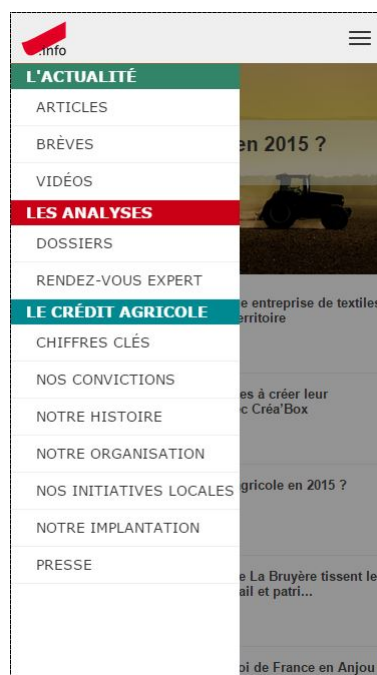 .info
L'ACTUALITÉ
ARTICLES
BRÈVES
en 2015 ?
VIDÉOS
LES ANALYSES
DOSSIERS
RENDEZ-VOUS EXPERT
LE CRÉDIT AGRICOLE
e entreprise de textiles
erritoire
CHIFFRES CLÉS
NOS CONVICTIONS
es à créer leur
c Créa'Box
NOTRE HISTOIRE
NOTRE ORGANISATION
NOS INITIATIVES LOCALES
gricole en 2015 ?
NOTRE IMPLANTATION
PRESSE
e La Bruyère tissent le
ail et patri...
oi de France en Anjou